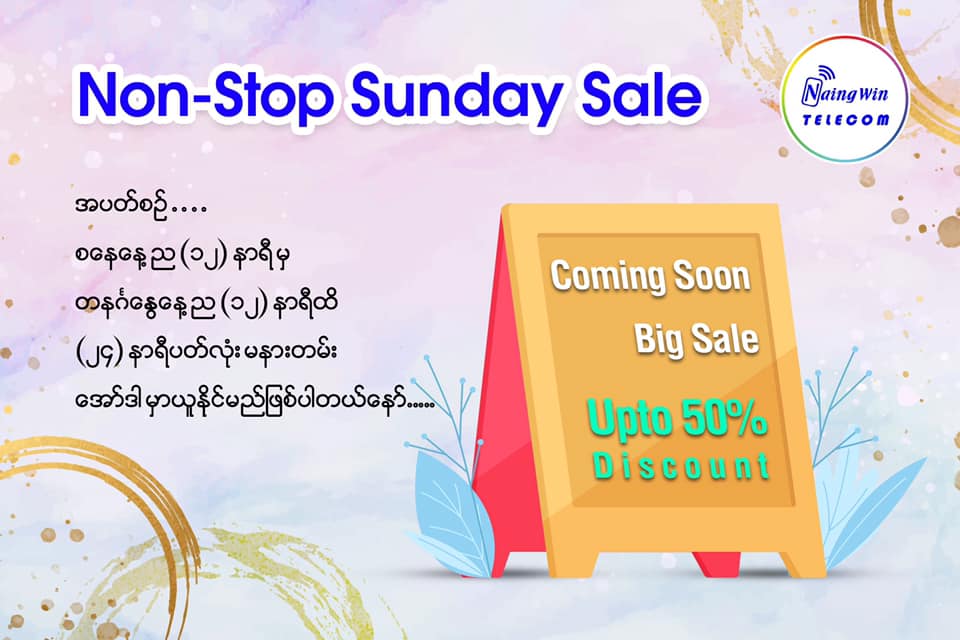 Non-Stop Sunday Sale
NaingWin
TELECOM
အပတ်စဉ်....
စနေနေ့ည (၁၂) နာရီမှ
တနင်္ဂနွေနေ့ည (၁၂) နာရီထိ
(၂၄) နာရီပတ်လုံး မနားတမ်း
အော်ဒါမှာယူနိုင်မည်ဖြစ်ပါတယ်နော်.....
Coming Soon
Big Sale
Upto 50%
Discount